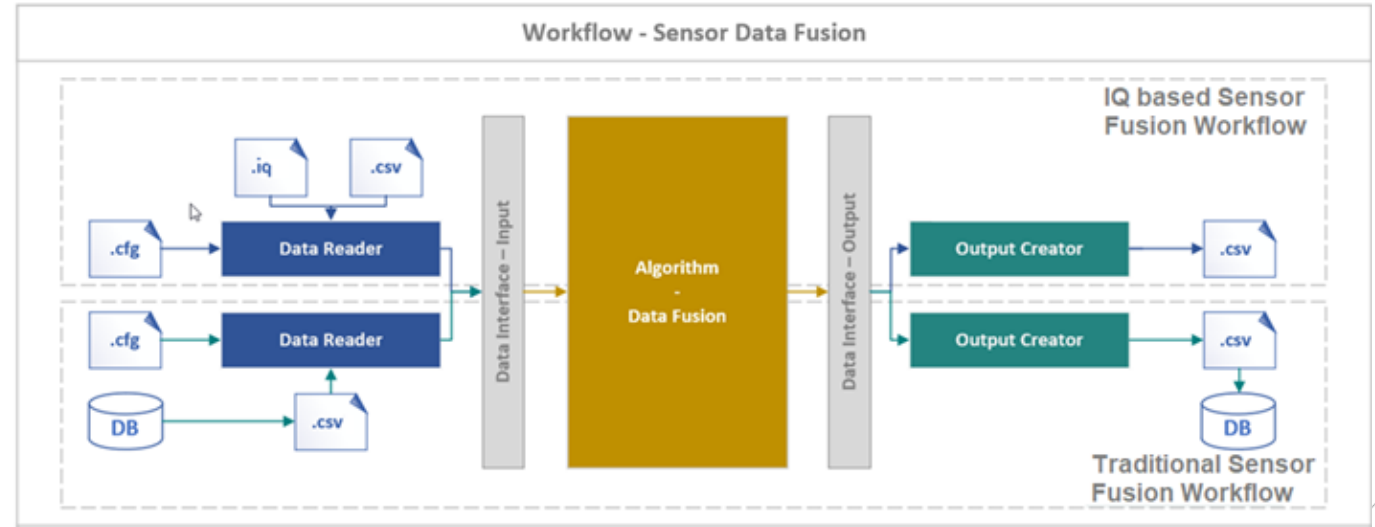 Workflow - Sensor Data Fusion
IQ based Sensor
Fusion Workflow
.iq
.csv
.cfg
Data Reader
Data Interface – Input
Algorithm
-
Data Fusion
Data Interface – Output
Output Creator
.csv
.cfg
Data Reader
Output Creator
.csv
DB
.csv
DB
Traditional Sensor
Fusion Workflow